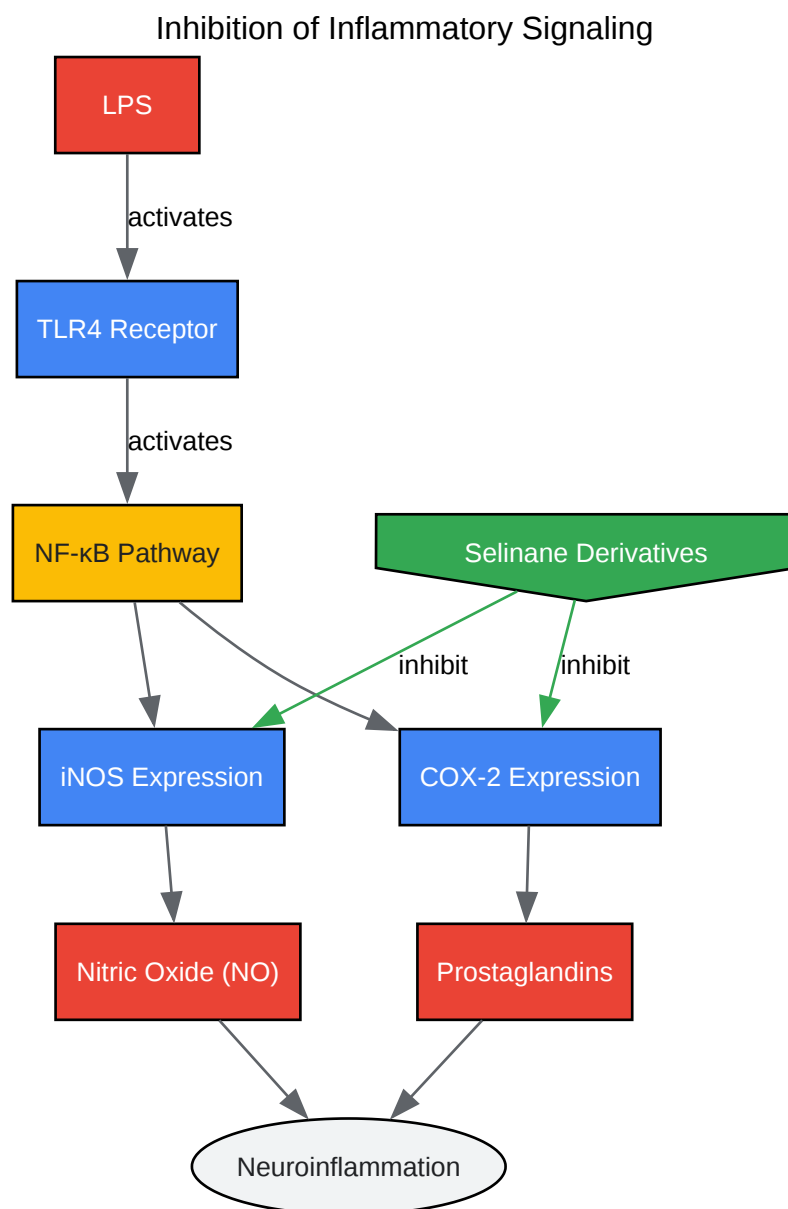 Inhibition of Inflammatory Signaling
LPS
activates
TLR4 Receptor
activates
NF-κB Pathway
Selinane Derivatives
inhibit
inhibit
iNOS Expression
COX-2 Expression
Nitric Oxide (NO)
Prostaglandins
Neuroinflammation